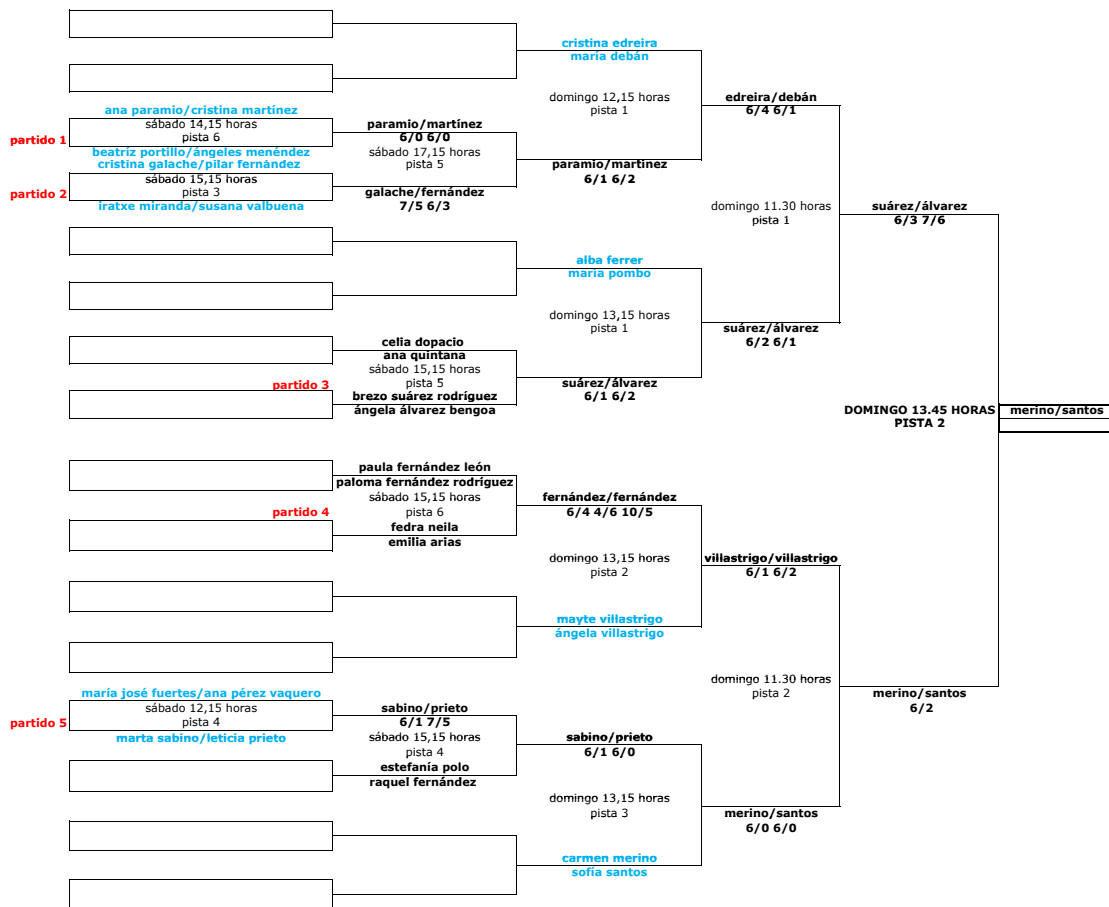 cristina edreira
maría debán
domingo 12,15 horas
pista 1
edreira/debán
6/4 6/1
ana paramio/cristina martínez
partido 1
sábado 14,15 horas
pista 6
beatríz portillo/ángeles menéndez
paramio/martínez
6/0 6/0
sábado 17,15 horas
pista 5
paramio/martinez
6/1 6/2
cristina galache/pilar fernández
partido 2
sábado 15,15 horas
pista 3
iratxe miranda/susana valbuena
galache/fernández
7/5 6/3
domingo 11.30 horas
pista 1
suárez/álvarez
6/3 7/6
alba ferrer
maría pombo
domingo 13,15 horas
pista 1
suárez/álvarez
6/2 6/1
celia dopacio
ana quintana
partido 3
sábado 15,15 horas
pista 5
brezo suárez rodríguez
ángela álvarez bengoa
suárez/álvarez
6/1 6/2
DOMINGO 13.45 HORAS
PISTA 2
merino/santos
paula fernández león
paloma fernández rodríguez
partido 4
sábado 15,15 horas
pista 6
fedra neila
emilia arias
fernández/fernández
6/4 4/6 10/5
domingo 13,15 horas
pista 2
villastrigo/villastrigo
6/1 6/2
mayte villastrigo
ángela villastrigo
domingo 11.30 horas
pista 2
merino/santos
6/2
maría josé fuertes/ana pérez vaquero
partido 5
sábado 12,15 horas
pista 4
marta sabino/leticia prieto
sabino/prieto
6/1 7/5
sábado 15,15 horas
pista 4
estefanía polo
raquel fernández
sabino/prieto
6/1 6/0
domingo 13,15 horas
pista 3
merino/santos
6/0 6/0
carmen merino
sofía santos